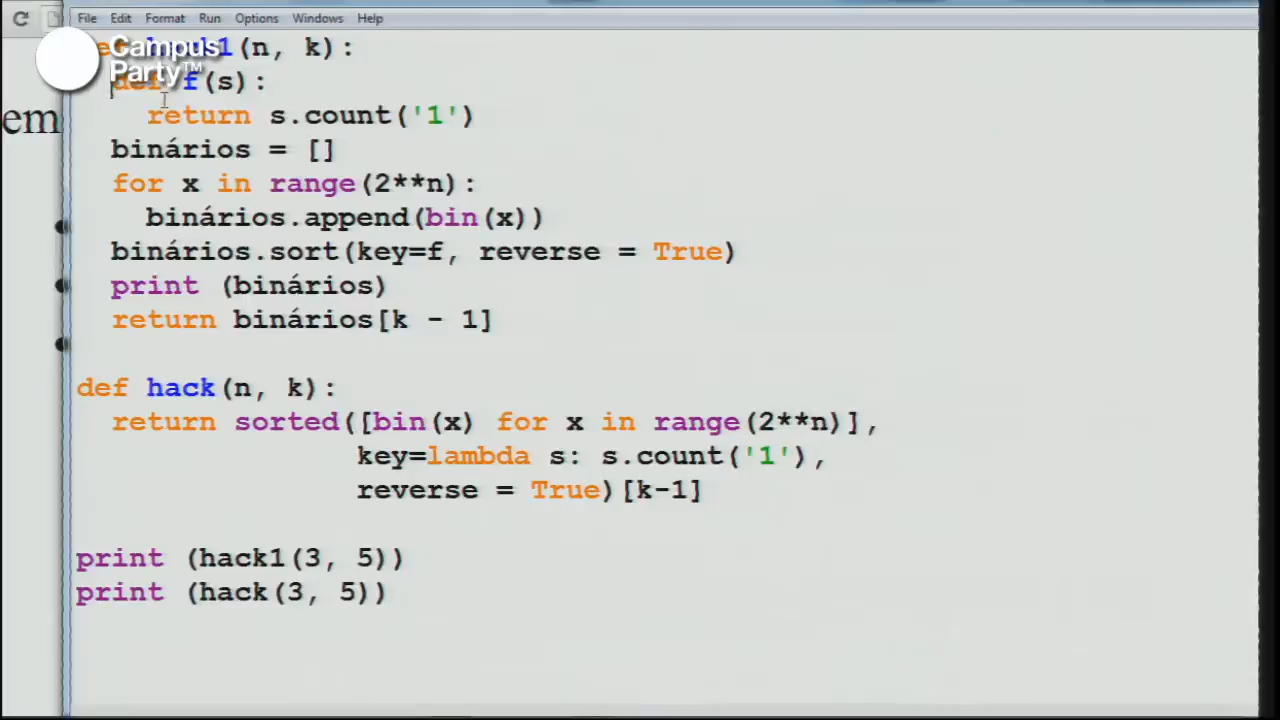 File Edit Format Run Options Windows Help
Campus
Party™
(n, k):
def f(s):
em
return s.count('1')
binários = []
for x in range(2**n):
binários.append(bin(x))
binários.sort(key=f, reverse = True)
print (binários)
return binários[k - 1]
def hack(n, k):
return sorted([bin(x) for x in range(2**n)],
key=lambda s: s.count('1'),
reverse = True)[k-1]
print (hack1(3, 5))
print (hack(3, 5))